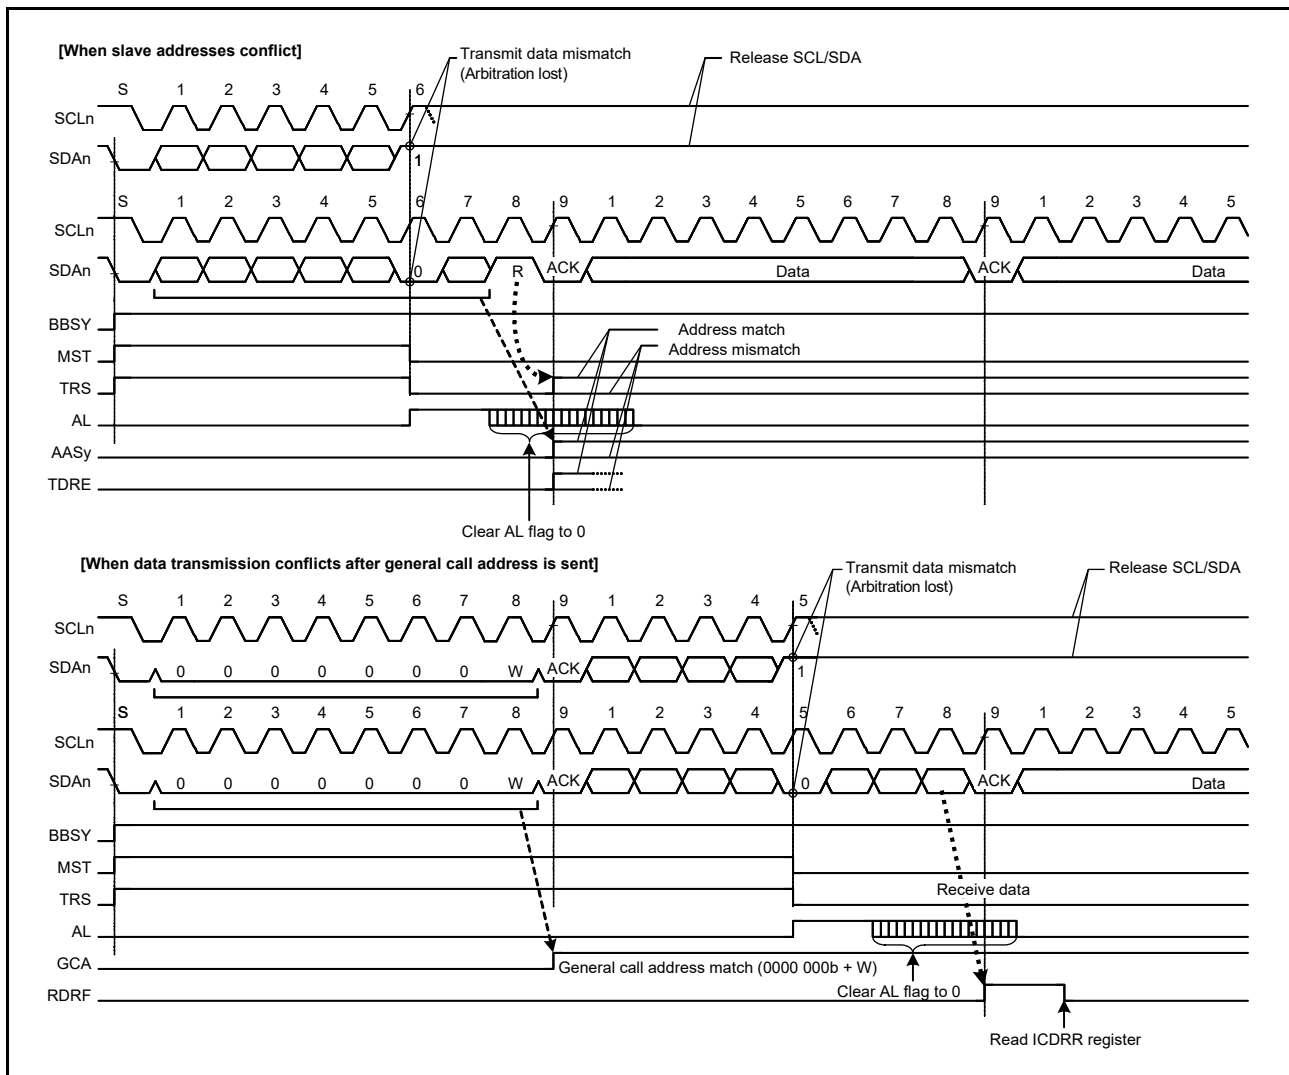 [When slave addresses conflict]
Transmit data mismatch
(Arbitration lost)
Release SCL/SDA
S 1 2 3 4 5 6
SCLn
SDAn
1
S 1 2 3 4 5 6 7 8 9 1 2 3 4 5 6 7 8 9 1 2 3 4 5
SCLn
SDAn 0 R ACK Data ACK Data
BBSY
Address match
MST
Address mismatch
TRS
AL
AASy
TDRE
Clear AL flag to 0
[When data transmission conflicts after general call address is sent]
Transmit data mismatch
(Arbitration lost)
Release SCL/SDA
S 1 2 3 4 5 6 7 8 9 1 2 3 4 5
SCLn
SDAn 0 0 0 0 0 0 0 W ACK 1
S 1 2 3 4 5 6 7 8 9 1 2 3 4 5 6 7 8 9 1 2 3 4 5
SCLn
SDAn 0 0 0 0 0 0 0 W ACK 0 ACK Data
BBSY
MST
TRS
Receive data
AL
GCA
General call address match (0000 000b + W)
Clear AL flag to 0
RDRF
Read ICDRR register